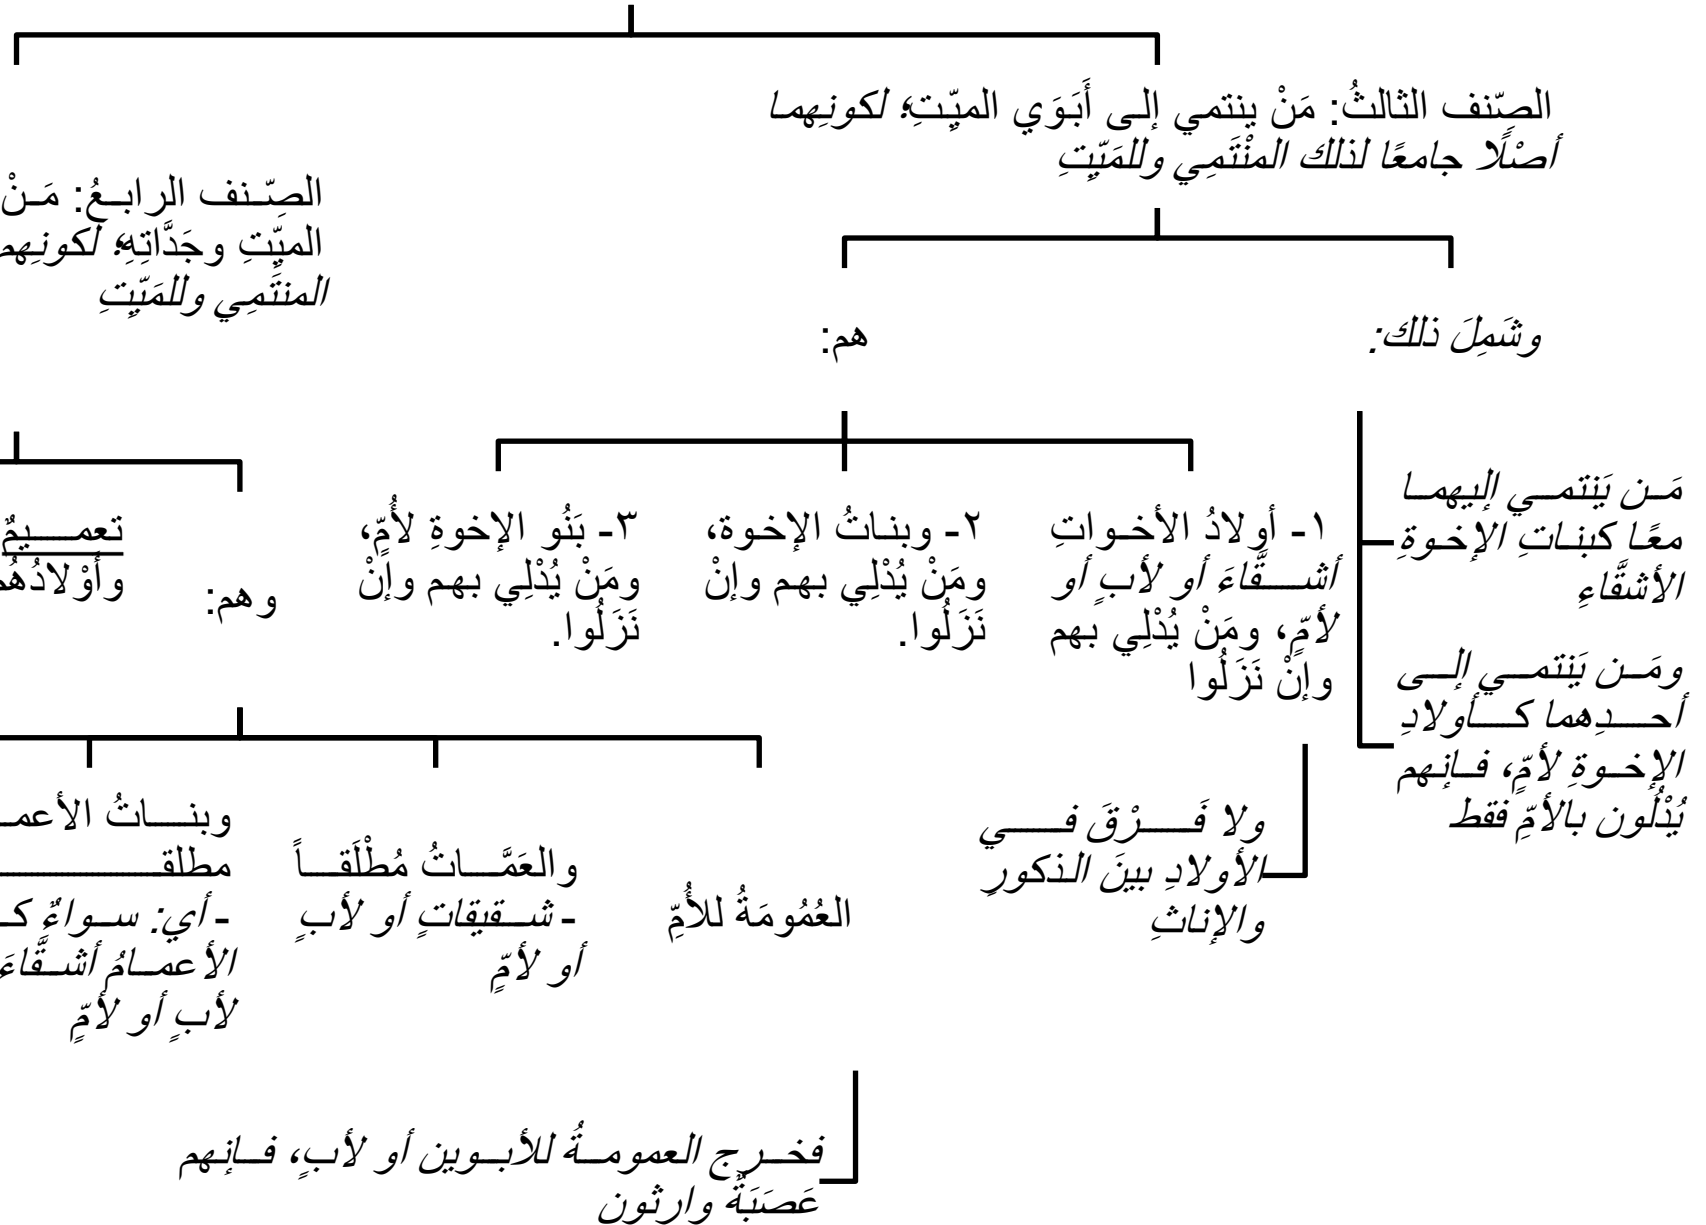 الصّنف الثالثُ: مَنْ ينتمي إلى أَبَوَي الميّتِ؛ لكونِهما
أصْلًا جامعًا لذلك المنْتَمِي وللمَيّتِ
الصّنف الرابعُ: مَنْ
الميّتِ وجَدَّاتِهِ؛ لكونِهم
المنتَمِي وللمَيّتِ
وشَمِلَ ذلك:
هم:
مَن يَنتمي إليهما
معًا كبناتِ الإخوةِ
الأشقَّاءِ
ومَن يَنتمي إلى
أحدِهما كأولادِ
الإخوةِ لأمّ، فإنهم
يُدْلُون بالأمّ فقط
١- أولادُ الأخواتِ
أشقَّاءَ أو لأبٍ أو
لأمّ، ومَنْ يُدْلِي بهم
وإنْ نَزَلُوا
٢- وبناتُ الإخوة،
ومَنْ يُدْلِي بهم وإنْ
نَزَلُوا.
٣- بَنُو الإخوةِ لأُمّ،
ومَنْ يُدْلِي بهم وإنْ
نَزَلُوا.
وهم:
تعميمٌ
وأَوْلادُهُم
ولا فَرْقَ في
الأولادِ بينَ الذكورِ
والإناثِ
العُمُومَةُ للأُمّ
والعَمَّاتُ مُطْلَقاً
- شقيقاتٍ أو لأبٍ
أو لأمّ
وبناتُ
مطلق
- أي: سواءٌ
الأعمامُ أشقَّاءَ
لأبٍ أو لأمّ
فخرج العمومةُ للأبوين أو لأبٍ، فإنهم
عَصَبَةٌ وارثون